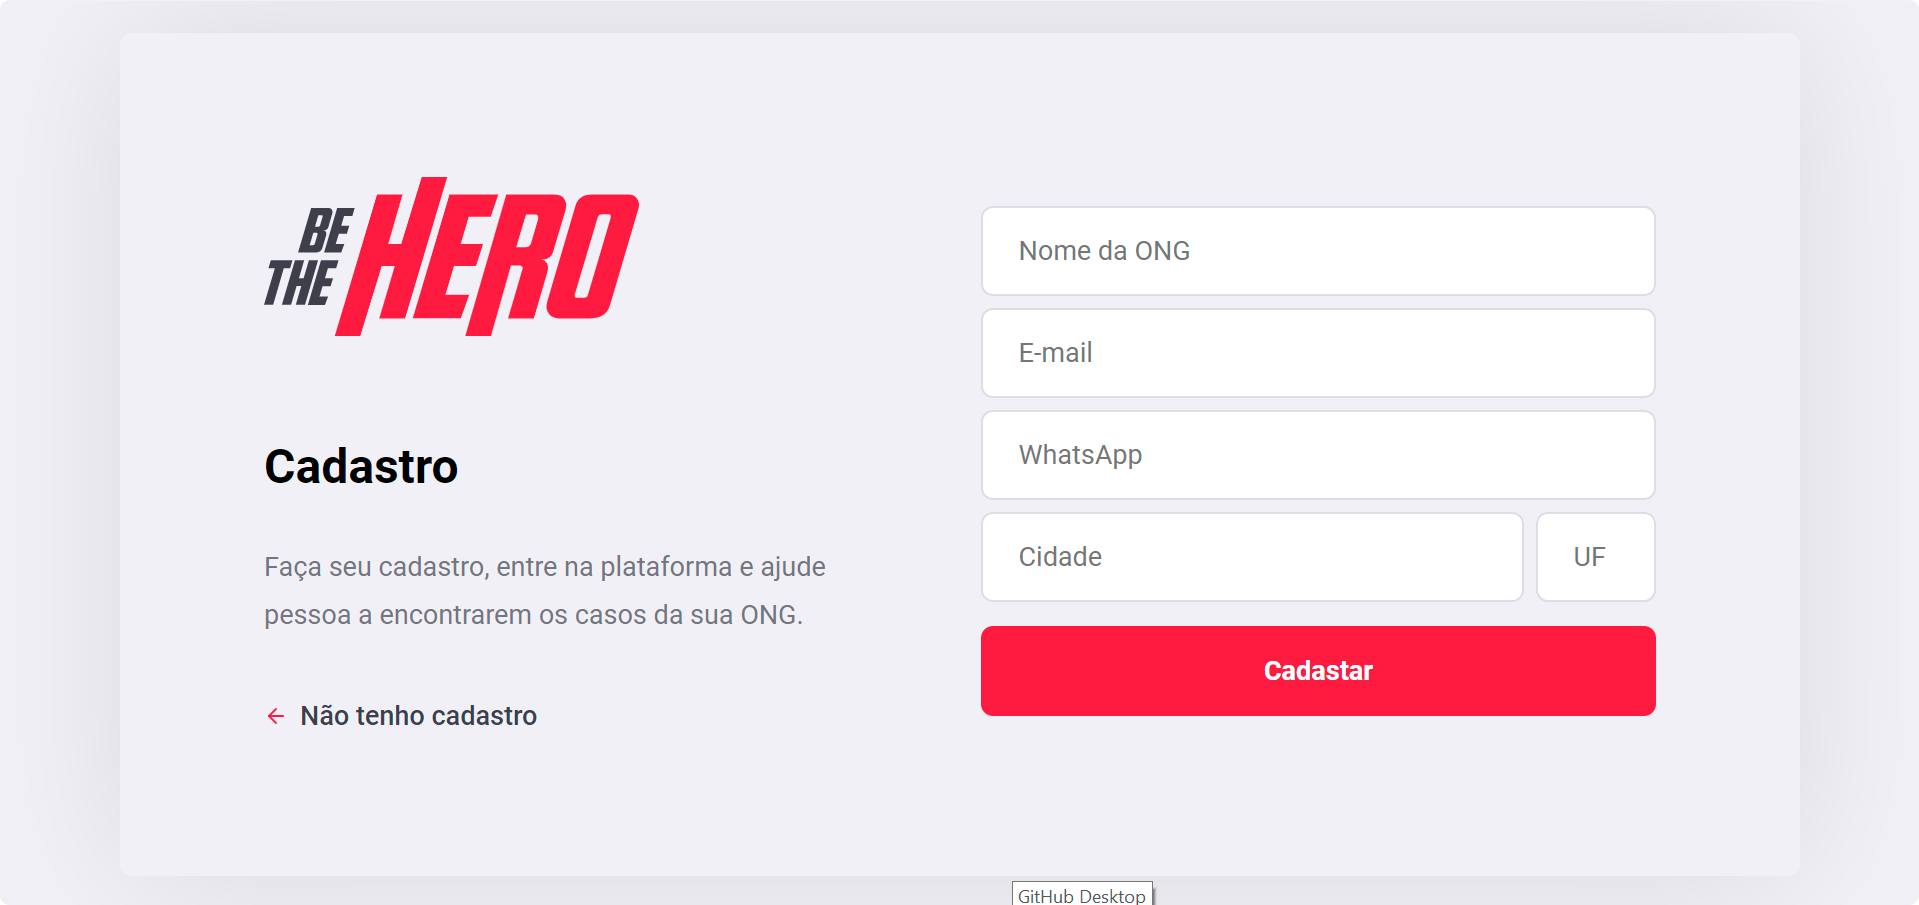 BE
THE
HERO
Cadastro
Faça seu cadastro, entre na plataforma e ajude
pessoa a encontrarem os casos da sua ONG.
Não tenho cadastro
Nome da ONG
E-mail
WhatsApp
Cidade
UF
Cadastar
GitHub Desktop